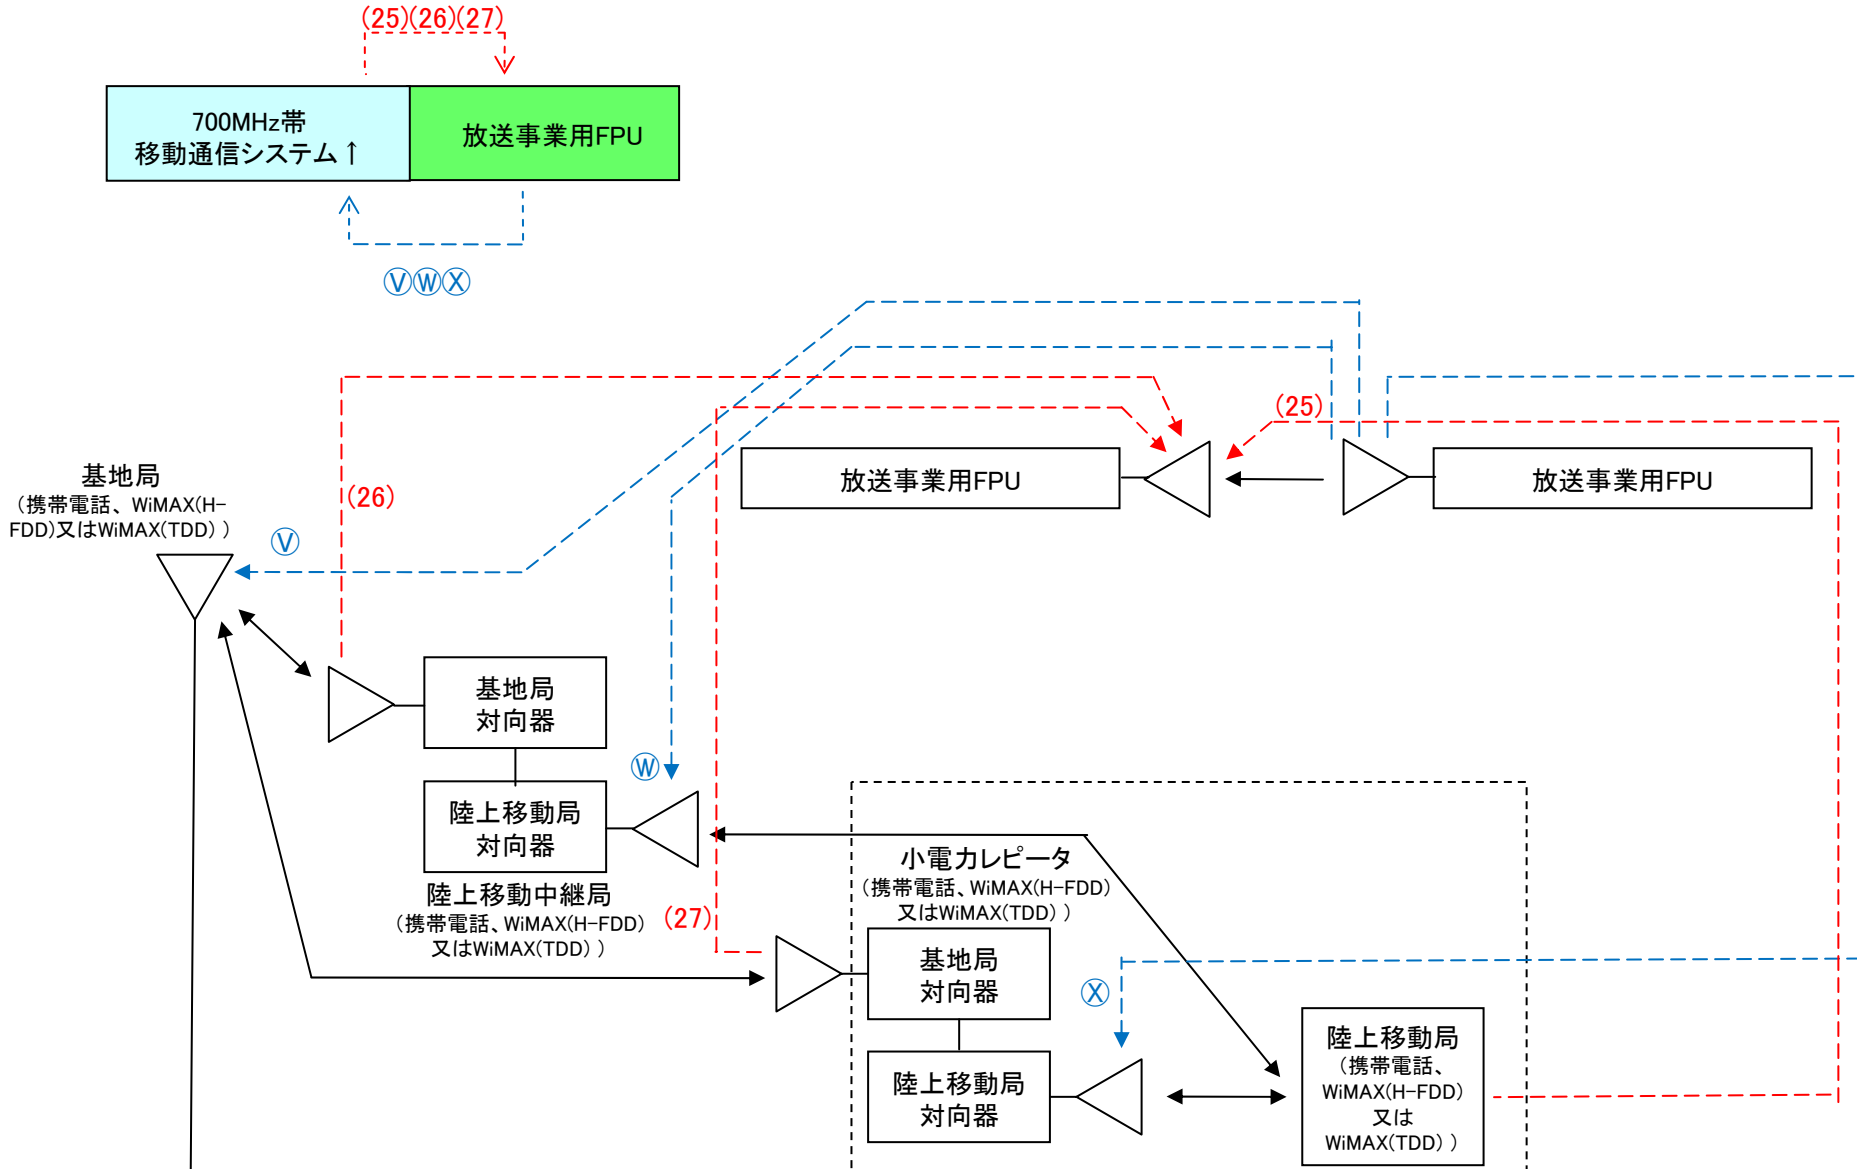 (25)(26)(27)
700MHz帯
移動通信システム↑
放送事業用FPU
ⓋⓌⓍ
(25)
放送事業用FPU
放送事業用FPU
基地局
（携帯電話、WiMAX(H-
FDD)又はWiMAX(TDD)）
(26)
Ⓥ
基地局
対向器
Ⓦ
陸上移動局
対向器
陸上移動中継局
（携帯電話、WiMAX(H-FDD)
又はWiMAX(TDD)）
(27)
小電力レピータ
（携帯電話、WiMAX(H-FDD)
又はWiMAX(TDD)）
基地局
対向器
Ⓧ
陸上移動局
対向器
陸上移動局
（携帯電話、
WiMAX(H-FDD)
又は
WiMAX(TDD)）